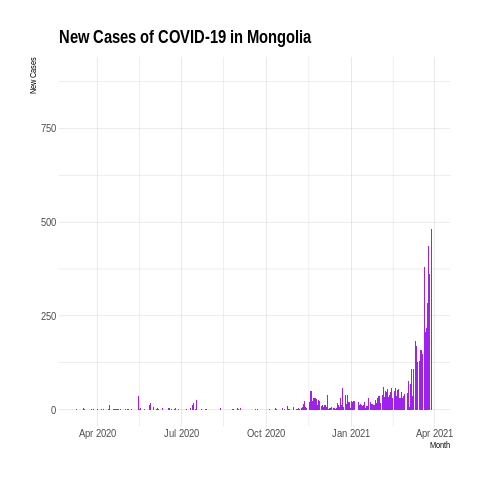 New Cases of COVID-19 in Mongolia
New Cases
750
500
250
0
Apr 2020
Jul 2020
Oct 2020
Jan 2021
Apr 2021
Month